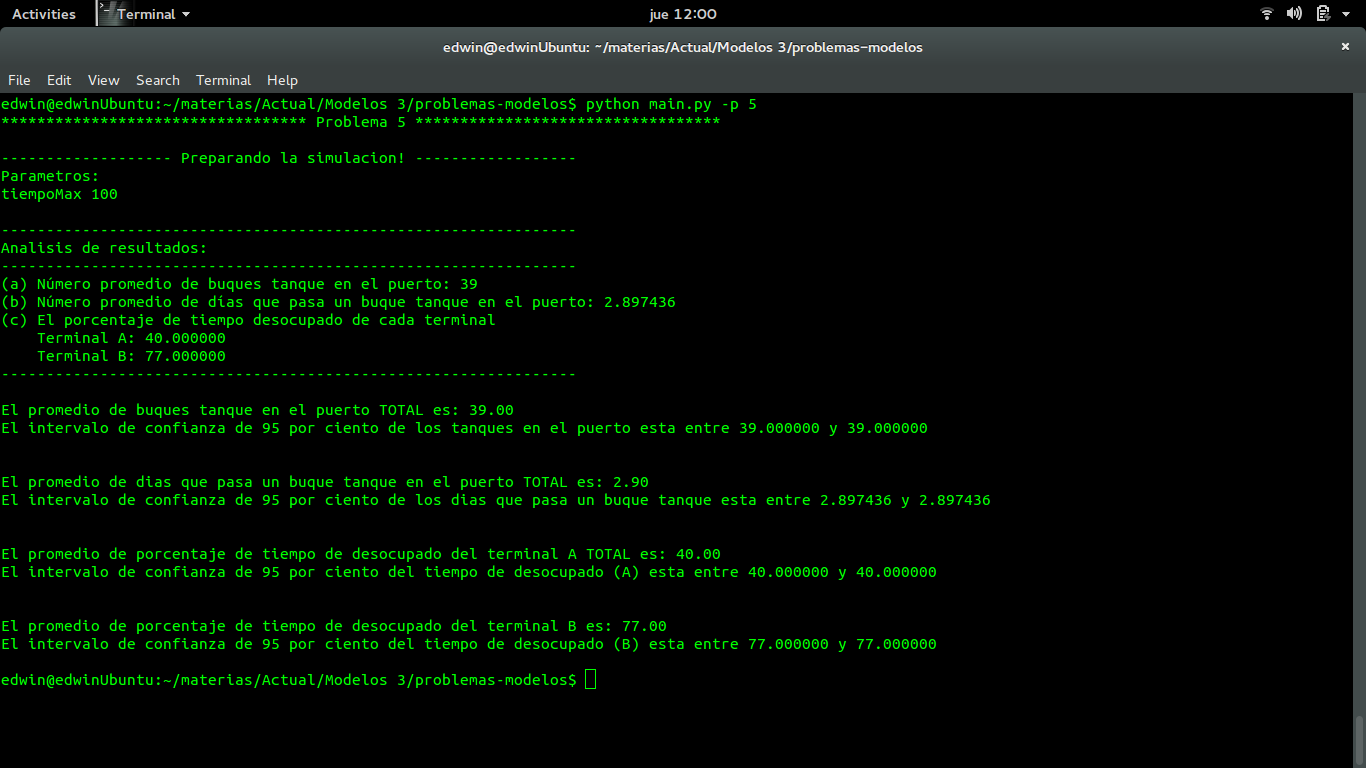 Activities
Terminal
jue 12:00
edwin@edwinUbuntu: ~/materias/Actual/Modelos 3/problemas-modelos
File Edit View Search Terminal Help
edwin@edwinUbuntu:~/materias/Actual/Modelos 3/problemas-modelos$ python main.py -p 5
********************************** Problema 5 **********************************
------------------- Preparando la simulacion! ------------------
Parametros:
tiempoMax 100
----------------------------------------------------------------
Analisis de resultados:
----------------------------------------------------------------
(a) Número promedio de buques tanque en el puerto: 39
(b) Número promedio de días que pasa un buque tanque en el puerto: 2.897436
(c) El porcentaje de tiempo desocupado de cada terminal
Terminal A: 40.000000
Terminal B: 77.000000
----------------------------------------------------------------
El promedio de buques tanque en el puerto TOTAL es: 39.00
El intervalo de confianza de 95 por ciento de los tanques en el puerto esta entre 39.000000 y 39.000000
El promedio de dias que pasa un buque tanque en el puerto TOTAL es: 2.90
El intervalo de confianza de 95 por ciento de los dias que pasa un buque tanque esta entre 2.897436 y 2.897436
El promedio de porcentaje de tiempo de desocupado del terminal A TOTAL es: 40.00
El intervalo de confianza de 95 por ciento del tiempo de desocupado (A) esta entre 40.000000 y 40.000000
El promedio de porcentaje de tiempo de desocupado del terminal B es: 77.00
El intervalo de confianza de 95 por ciento del tiempo de desocupado (B) esta entre 77.000000 y 77.000000
edwin@edwinUbuntu:~/materias/Actual/Modelos 3/problemas-modelos$